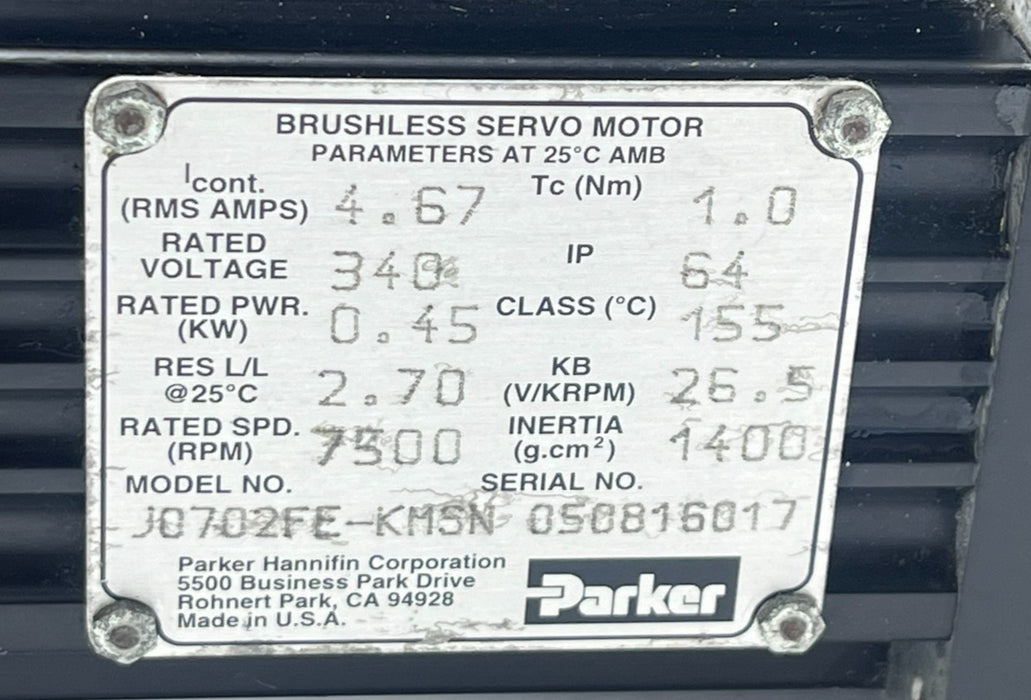 BRUSHLESS SERVO MOTOR
PARAMETERS AT 25°C AMB
Icont. (RMS AMPS) 4.67 Tc (Nm) 1.0
RATED VOLTAGE 340 IP 64
RATED PWR. (KW) 0.45 CLASS (°C) 155
RES L/L @25°C 2.70 KB (V/KRPM) 26.5
RATED SPD. (RPM) 7500 INERTIA (g.cm²) 1400
MODEL NO. SERIAL NO.
J0702FE-KMSN 050816017
Parker Hannifin Corporation
5500 Business Park Drive
Rohnert Park, CA 94928
Made in U.S.A.
Parker